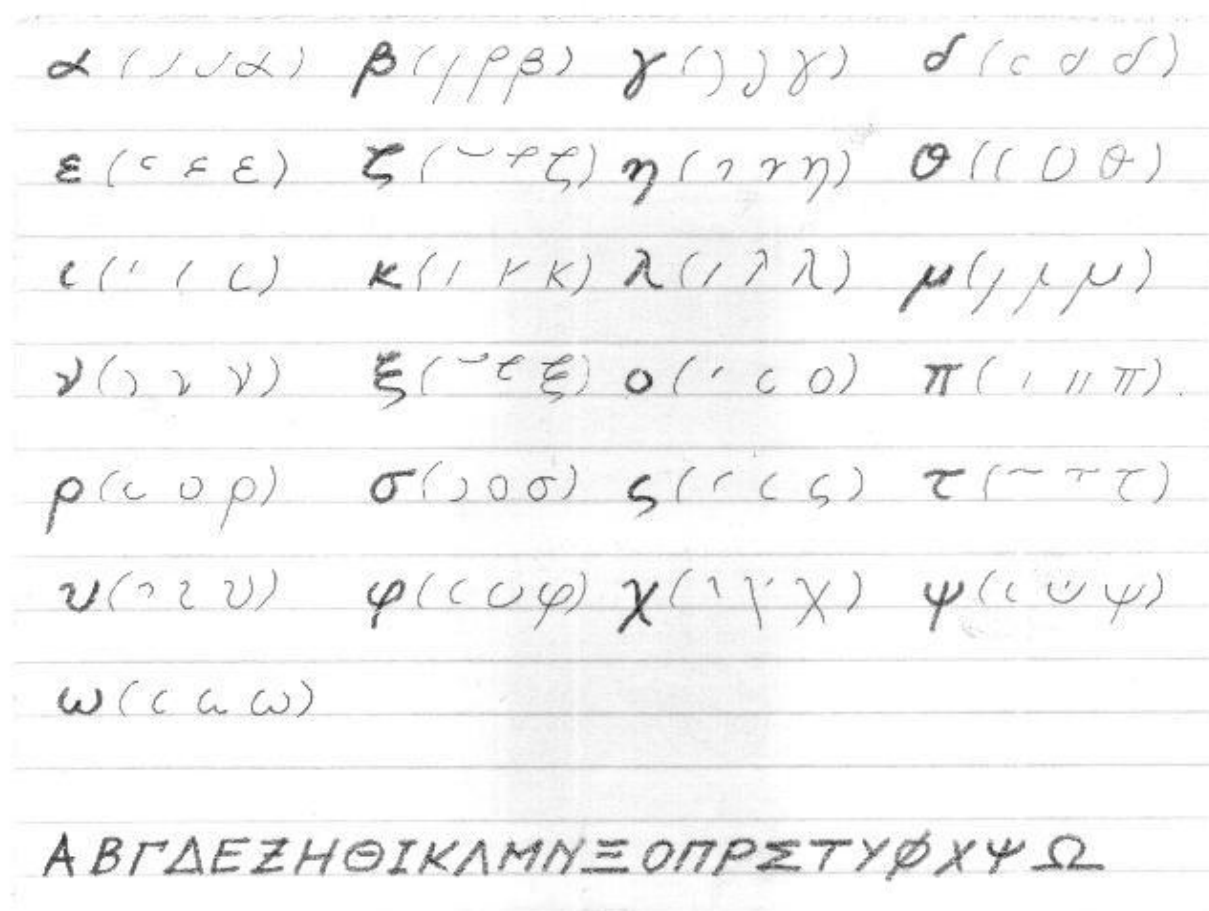 α β γ δ
ε ζ η θ
ι κ λ μ
ν ξ ο π
ρ σ ς τ
υ φ χ ψ
ω
ΑΒΓΔΕΖΗΘΙΚΛΜΝΞΟΠΡΣΤΥΦΧΨΩ